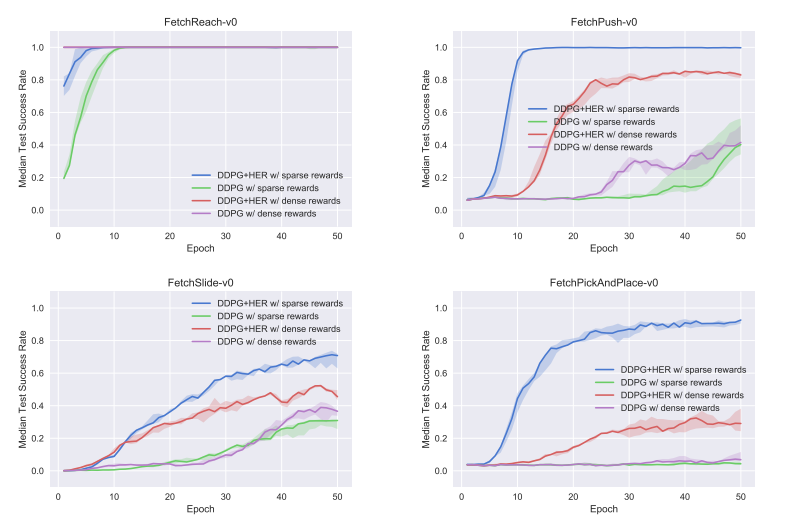 FetchReach-v0
Median Test Success Rate
1.0
0.8
0.6
0.4
0.2
0.0
DDPG+HER w/ sparse rewards
DDPG w/ sparse rewards
DDPG+HER w/ dense rewards
DDPG w/ dense rewards
0 10 20 30 40 50
Epoch
FetchPush-v0
Median Test Success Rate
1.0
0.8
0.6
0.4
0.2
0.0
DDPG+HER w/ sparse rewards
DDPG w/ sparse rewards
DDPG+HER w/ dense rewards
DDPG w/ dense rewards
0 10 20 30 40 50
Epoch
FetchSlide-v0
Median Test Success Rate
1.0
0.8
0.6
0.4
0.2
0.0
DDPG+HER w/ sparse rewards
DDPG w/ sparse rewards
DDPG+HER w/ dense rewards
DDPG w/ dense rewards
0 10 20 30 40 50
Epoch
FetchPickAndPlace-v0
Median Test Success Rate
1.0
0.8
0.6
0.4
0.2
0.0
DDPG+HER w/ sparse rewards
DDPG w/ sparse rewards
DDPG+HER w/ dense rewards
DDPG w/ dense rewards
0 10 20 30 40 50
Epoch